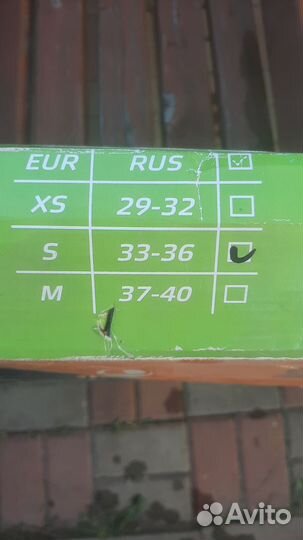 EUR RUS
XS 29-32
S 33-36
M 37-40
Avito